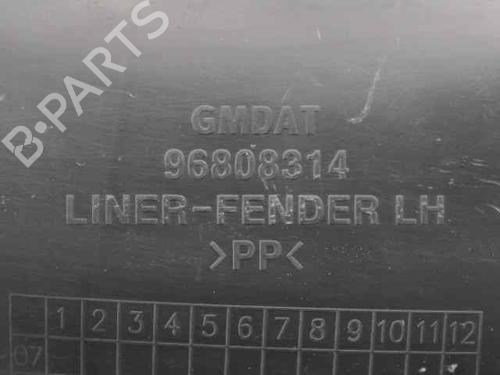 B-PARTS
GMDAT
96808314
LINER-FENDER LH
>PP<
1 2 3 4 5 6 7 8 9 10 11 12
07